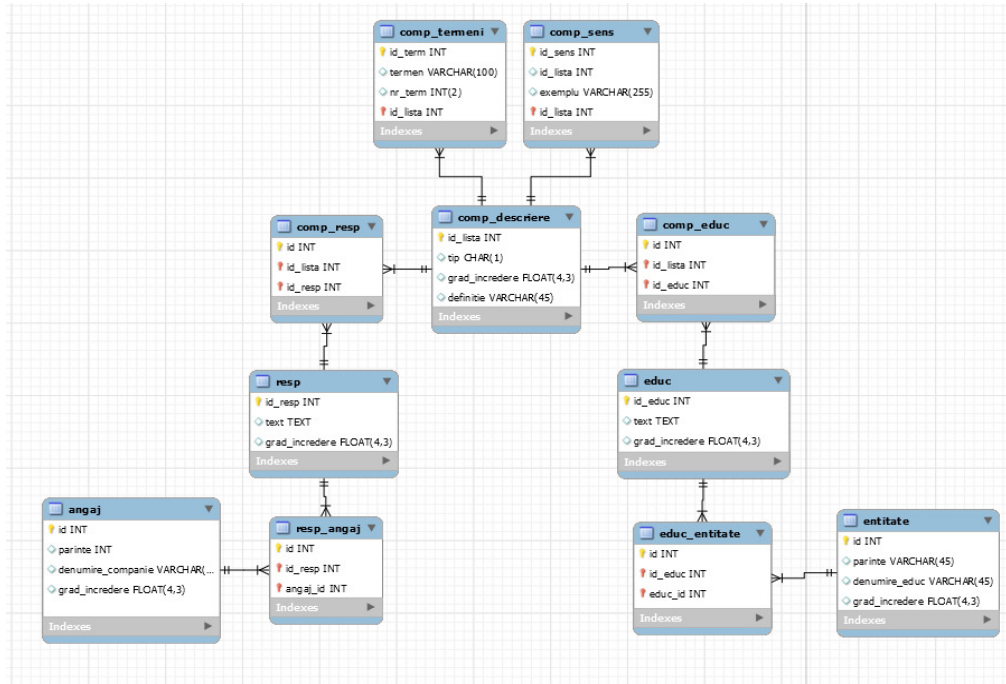 comp_termeni
id_term INT
termen VARCHAR(100)
nr_term INT(2)
id_lista INT
Indexes
comp_sens
id_sens INT
id_lista INT
exemplu VARCHAR(255)
id_lista INT
Indexes
comp_resp
id INT
id_lista INT
id_resp INT
Indexes
comp_descriere
id_lista INT
tip CHAR(1)
grad_incredere FLOAT(4,3)
definitie VARCHAR(45)
Indexes
comp_educ
id INT
id_lista INT
id_educ INT
Indexes
resp
id_resp INT
text TEXT
grad_incredere FLOAT(4,3)
Indexes
educ
id_educ INT
text TEXT
grad_incredere FLOAT(4,3)
Indexes
angaj
id INT
parinte INT
denumire_companie VARCHAR(...
grad_incredere FLOAT(4,3)
Indexes
resp_angaj
id INT
id_resp INT
angaj_id INT
Indexes
educ_entitate
id INT
id_educ INT
educ_id INT
Indexes
entitate
id INT
parinte VARCHAR(45)
denumire_educ VARCHAR(45)
grad_incredere FLOAT(4,3)
Indexes